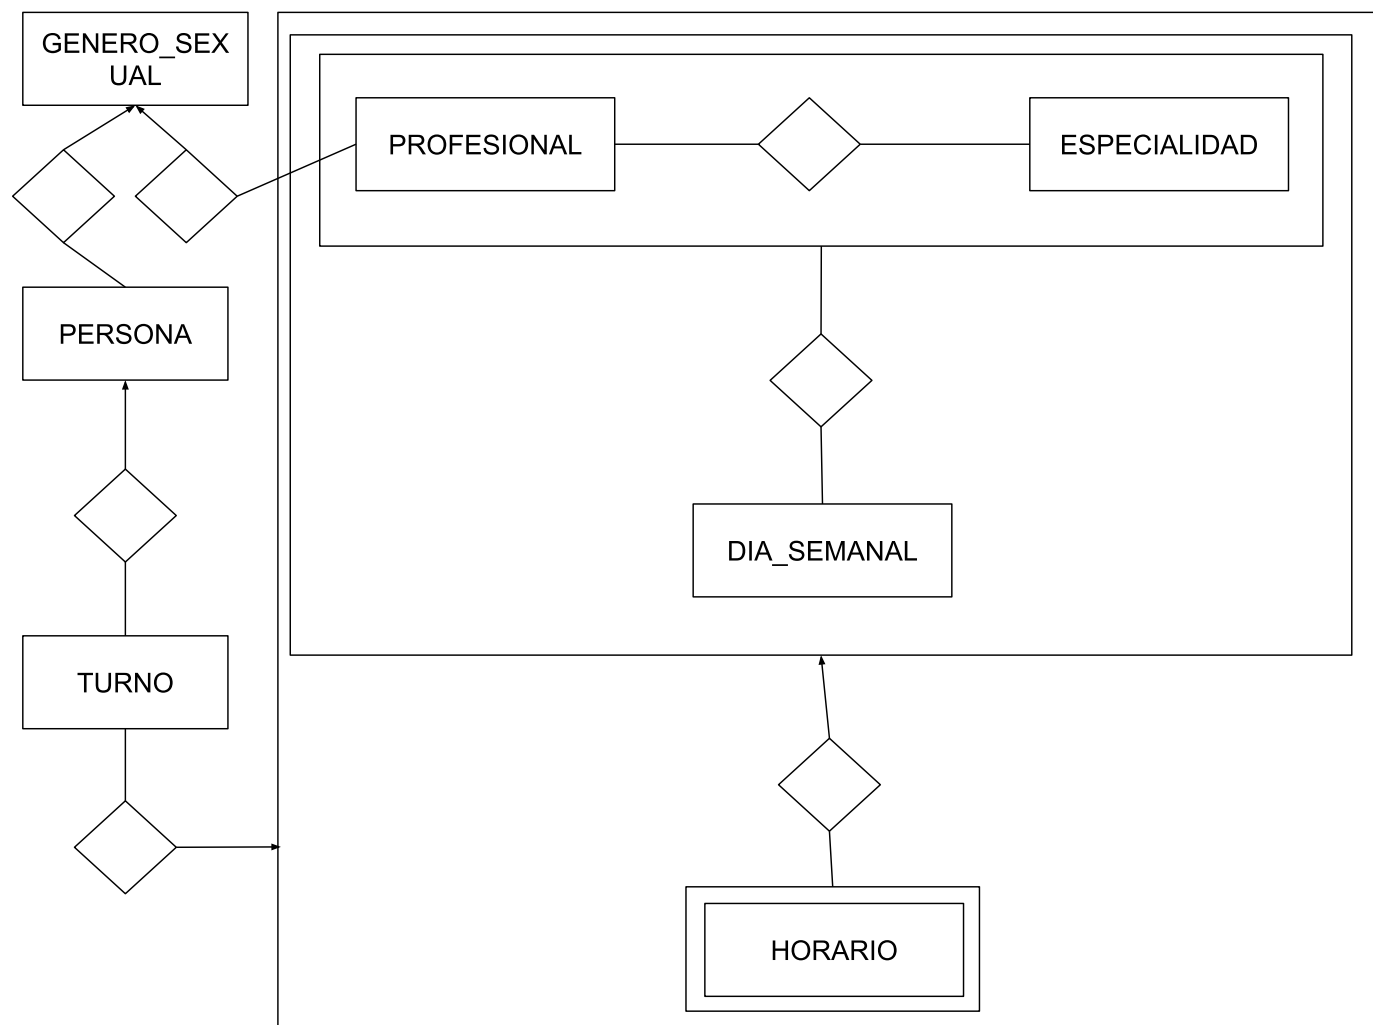 GENERO_SEX
UAL
PROFESIONAL
ESPECIALIDAD
PERSONA
DIA_SEMANAL
TURNO
HORARIO